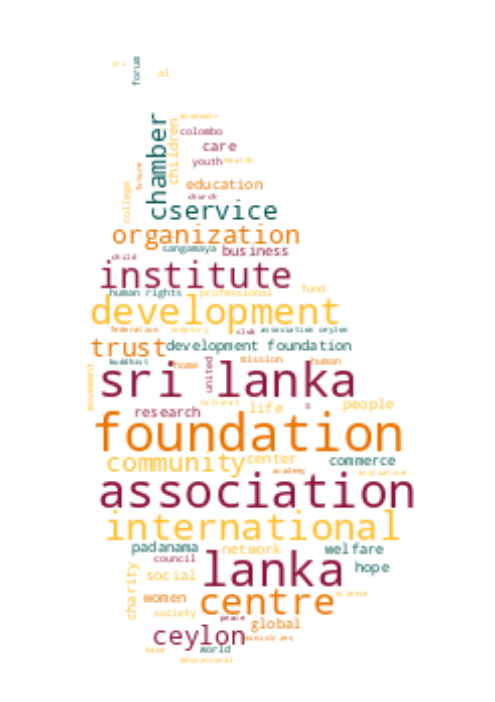 sri
forum
al
economic
chamber
children
colombo
care
youth health
future
college
education
church
cservice
organization
sangamaya business
child
institute
human rights professional fund
development
federation industry club association ceylon
trust development foundation
buddhist home united mission human
movement
sri lanka
cultural
research life s people
foundation
community center commerce
academy initiative
association
international
padanama network welfare
council
lanka hope
social
charity
women centre science
society peace global
ceylon ministries
hand world
educational